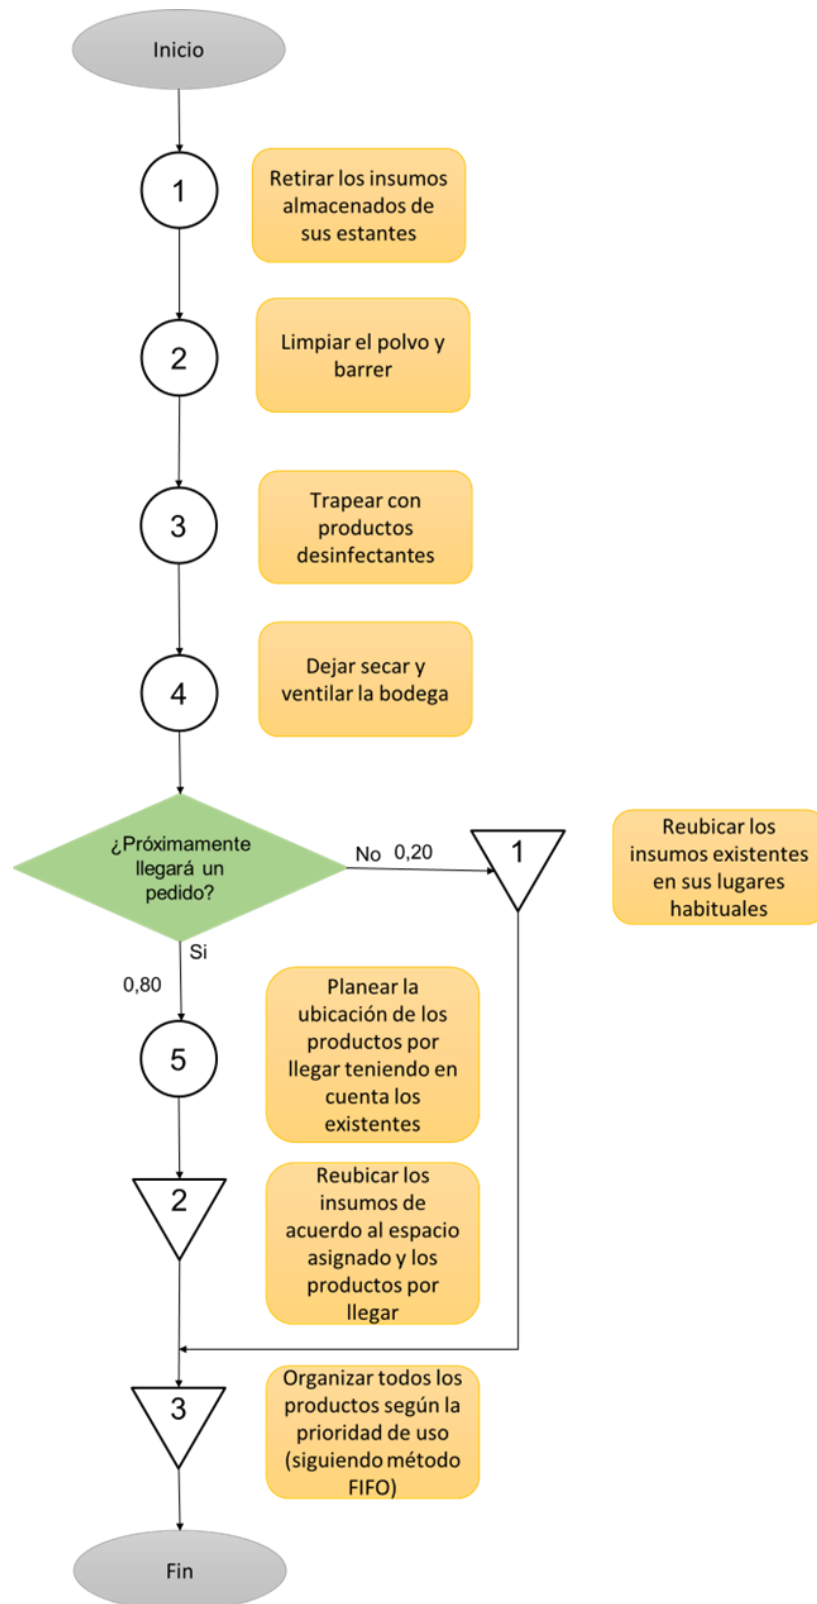 Inicio
1
Retirar los insumos
almacenados de
sus estantes
2
Limpiar el polvo y
barrer
3
Trapear con
productos
desinfectantes
4
Dejar secar y
ventilar la bodega
¿Próximamente
llegará un
pedido?
No 0,20
1
Reubicar los
insumos existentes
en sus lugares
habituales
Si
0,80
5
Planear la
ubicación de los
productos por
llegar teniendo en
cuenta los
existentes
2
Reubicar los
insumos de
acuerdo al espacio
asignado y los
productos por
llegar
3
Organizar todos los
productos según la
prioridad de uso
(siguiendo método
FIFO)
Fin